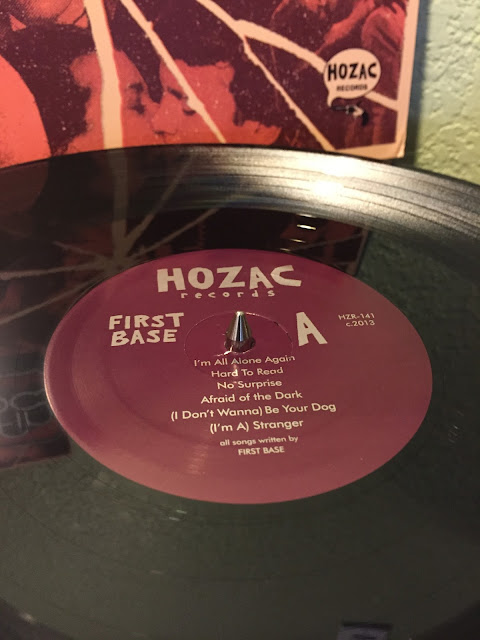 HOZAC
RECORDS
HOZAC
records
FIRST
BASE
A
HZR-141
c.2013
I'm All Alone Again
Hard To Read
No Surprise
Afraid of the Dark
(I Don't Wanna) Be Your Dog
(I'm A) Stranger
all songs written by
FIRST BASE